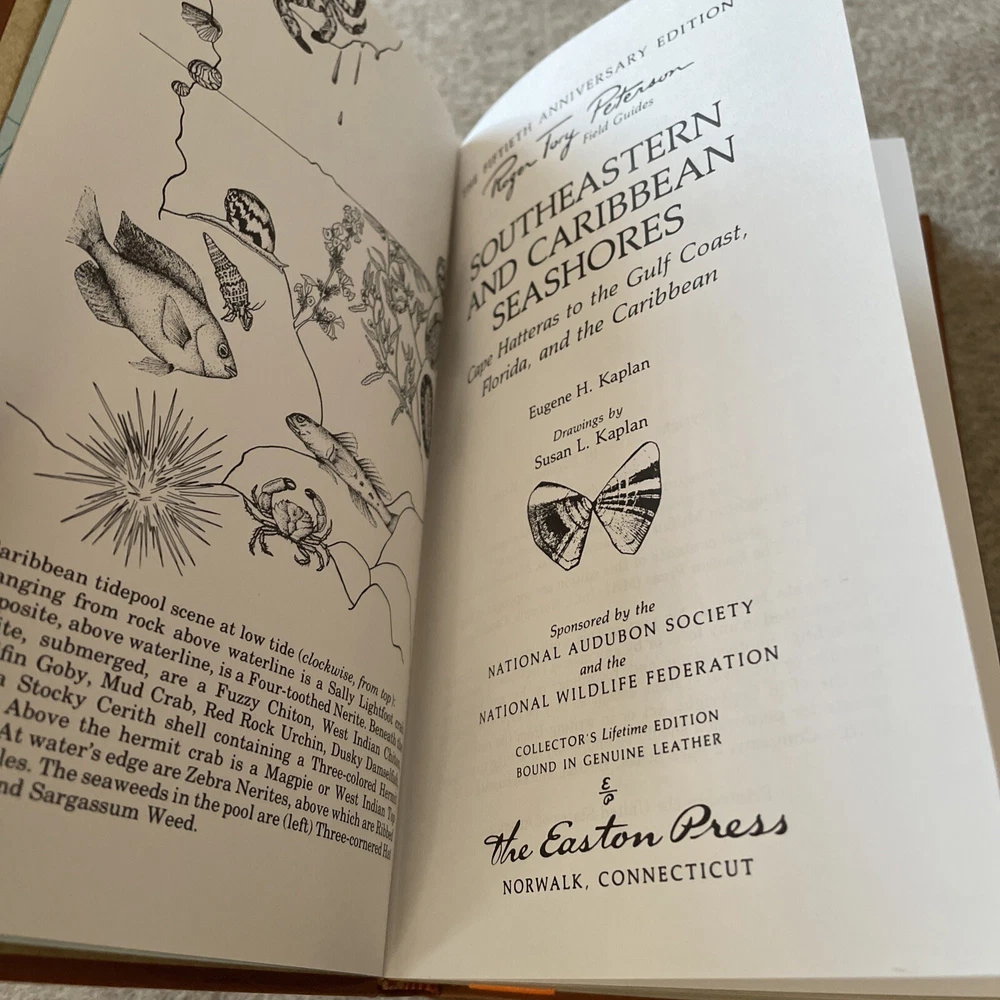 aribbean tidepool scene at low tide (clockwise, from top):
anging from rock above waterline is a Sally Lightfoot
posite, above waterline, is a Four-toothed Nerite. Beneath
ite, submerged, are a Fuzzy Chiton, West Indian
fin Goby, Mud Crab, Red Rock Urchin, Dusky
a Stocky Cerith shell containing a Three-colored
Above the hermit crab is a Magpie or West Indian Top
At water's edge are Zebra Nerites, above which are Ribbed
les. The seaweeds in the pool are (left) Three-cornered
nd Sargassum Weed.
THE FIFTIETH ANNIVERSARY EDITION
Roger Tory Peterson
Field Guides
SOUTHEASTERN
AND CARIBBEAN
SEASHORES
Cape Hatteras to the Gulf Coast,
Florida, and the Caribbean
Eugene H. Kaplan
Drawings by
Susan L. Kaplan
Sponsored by the
NATIONAL AUDUBON SOCIETY
and the
NATIONAL WILDLIFE FEDERATION
COLLECTOR'S Lifetime EDITION
BOUND IN GENUINE LEATHER
The Easton Press
NORWALK, CONNECTICUT